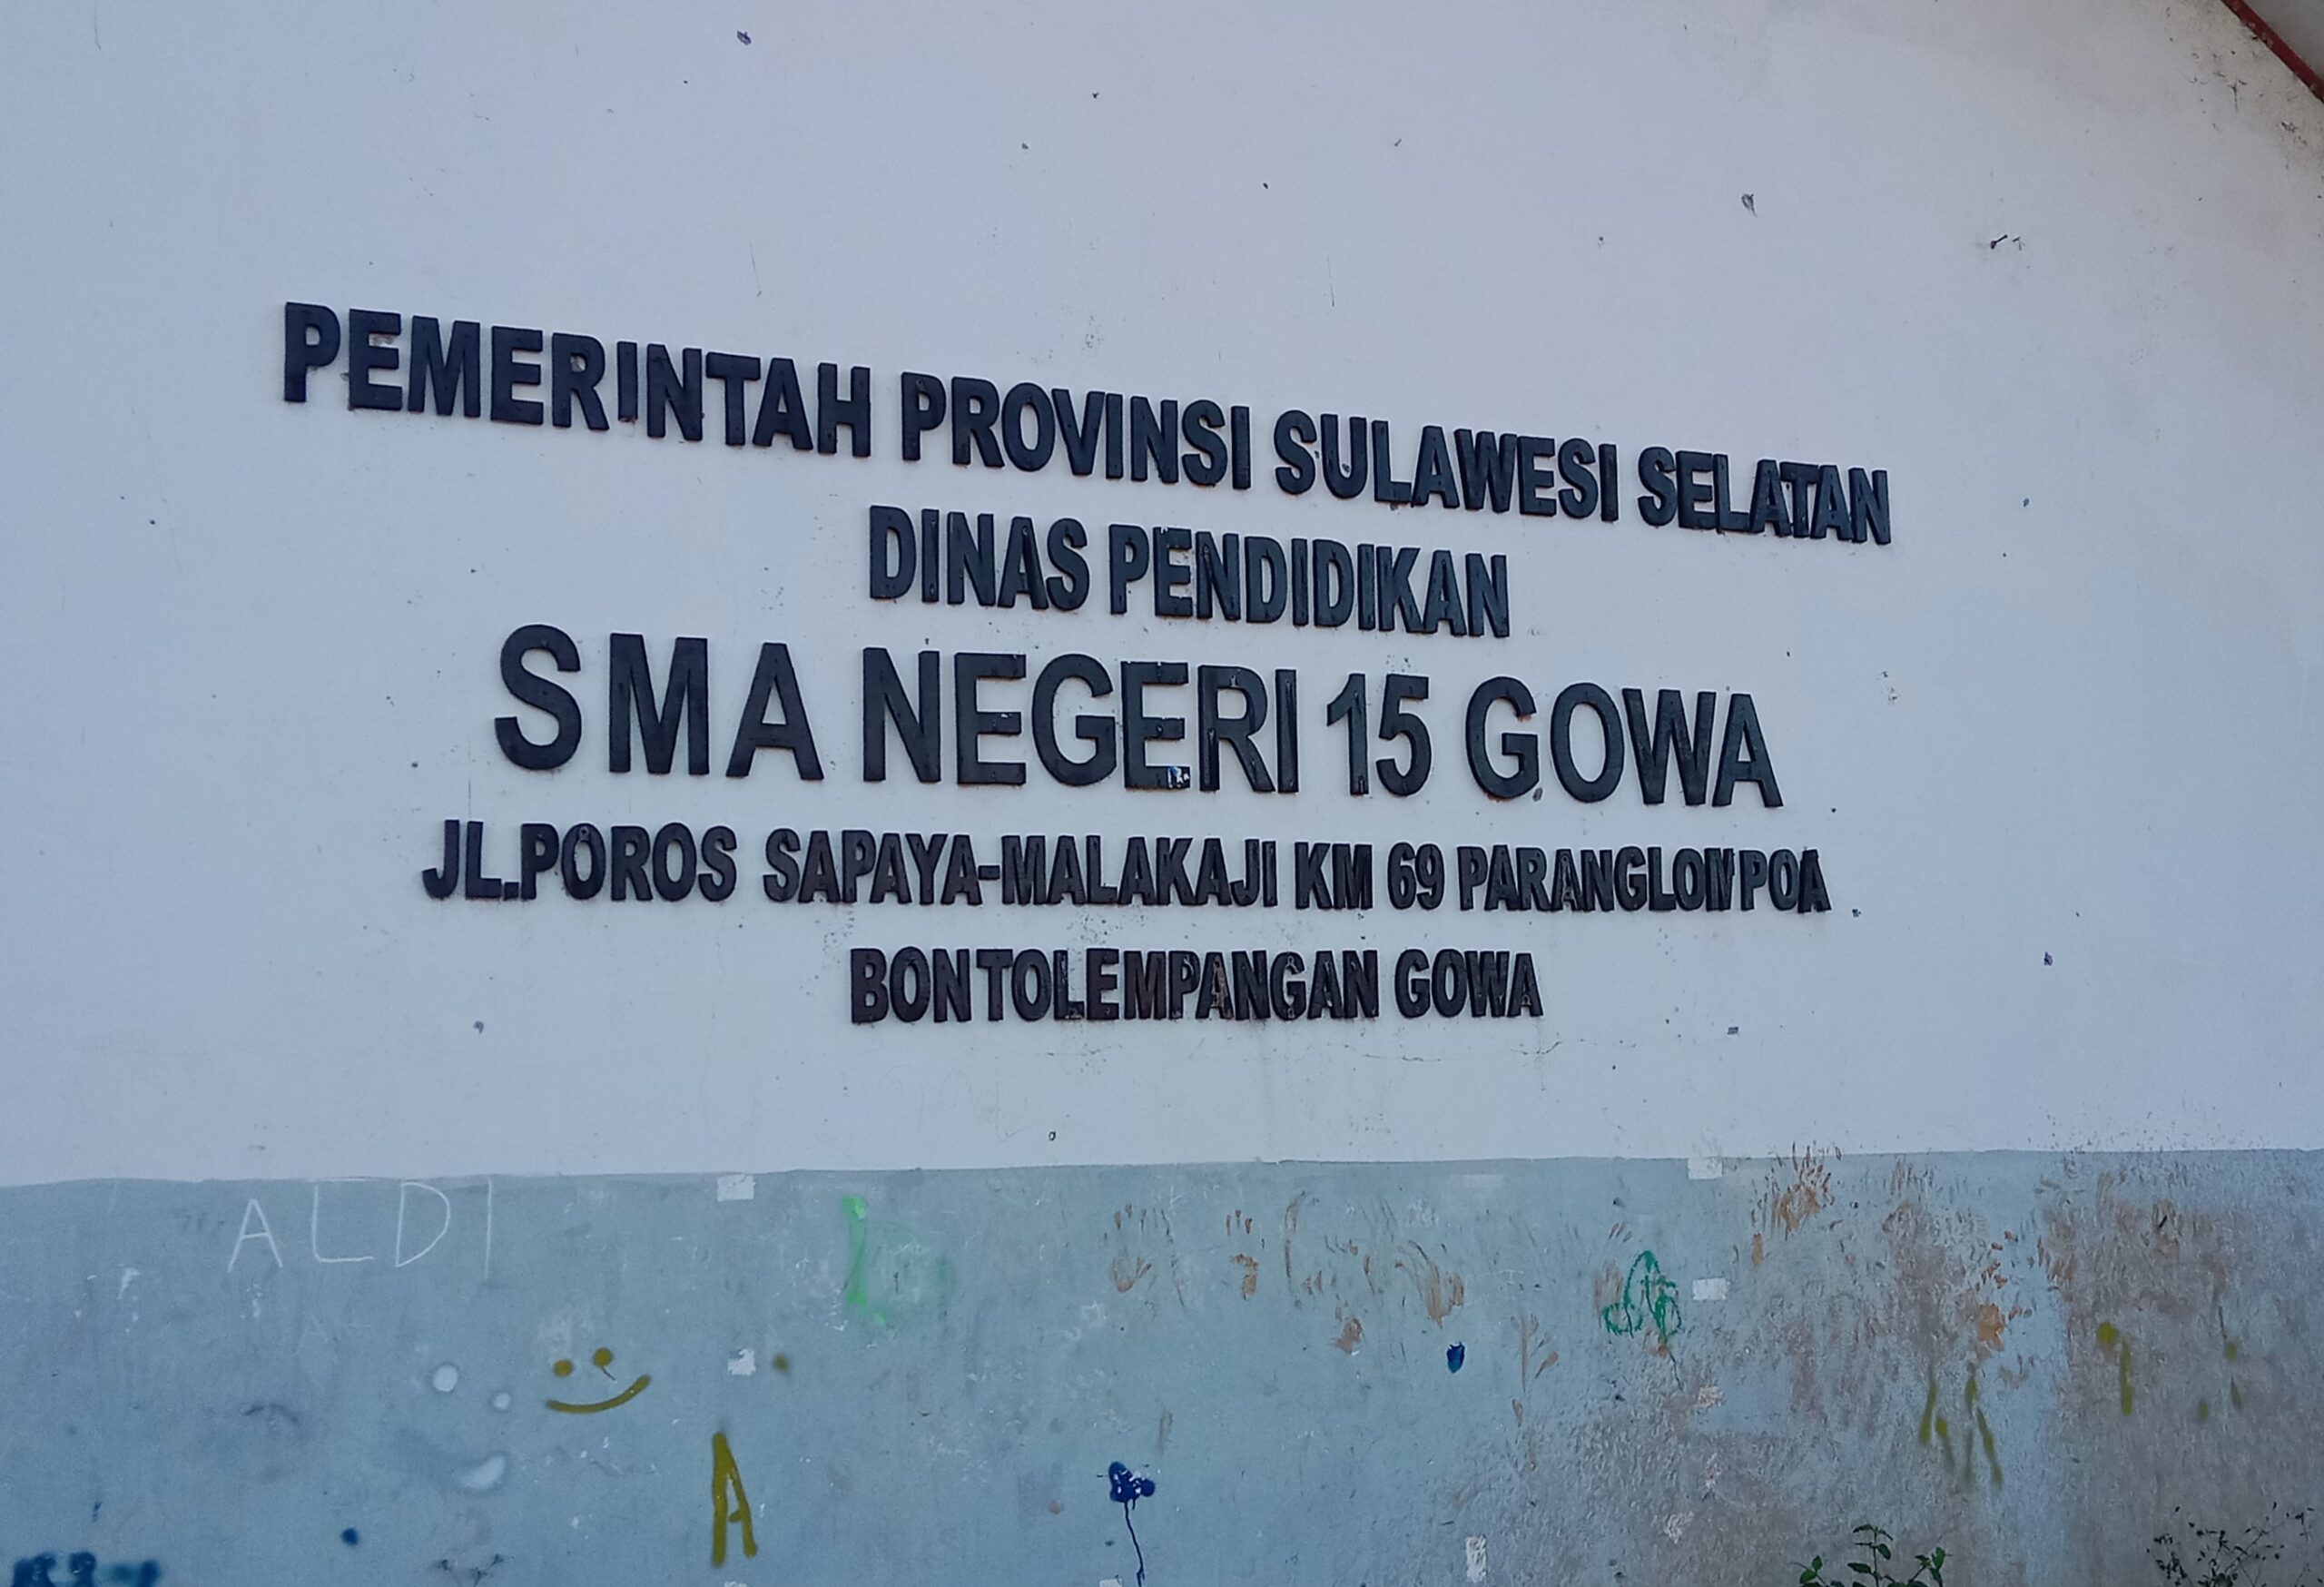 PEMERINTAH PROVINSI SULAWESI SELATAN
DINAS PENDIDIKAN
SMA NEGERI 15 GOWA
JL.POROS SAPAYA-MALAKAJI KM 69 PARANGLOMPOA
BONTOLEMPANGAN GOWA
ALDI
A